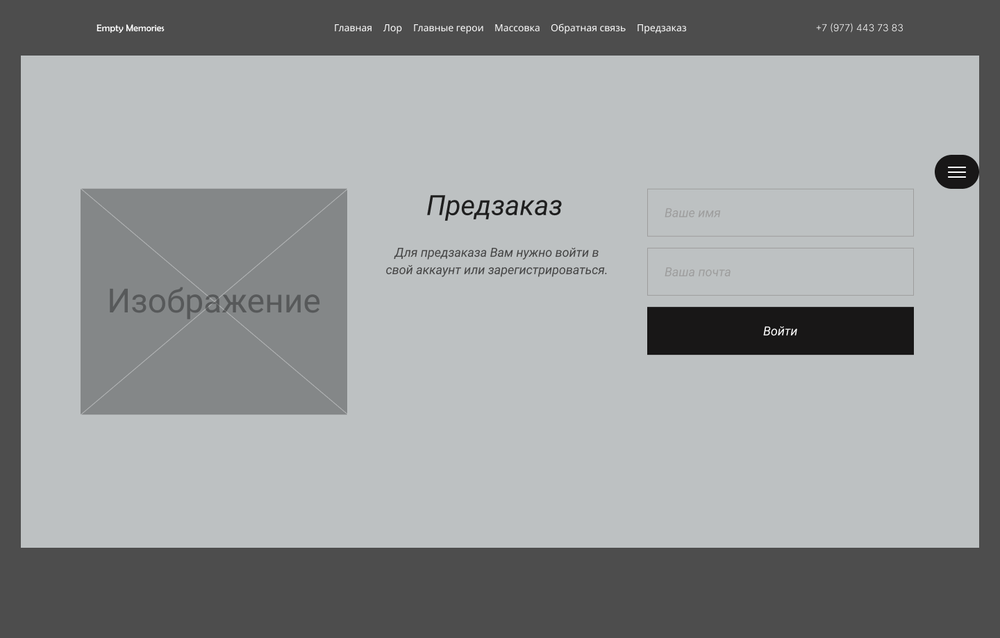 Empty Memories
Главная Лор Главные герои Массовка Обратная связь Предзаказ
+7 (977) 443 73 83
Изображение
Предзаказ
Для предзаказа Вам нужно войти в
свой аккаунт или зарегистрироваться.
Ваше имя
Ваша почта
Войти